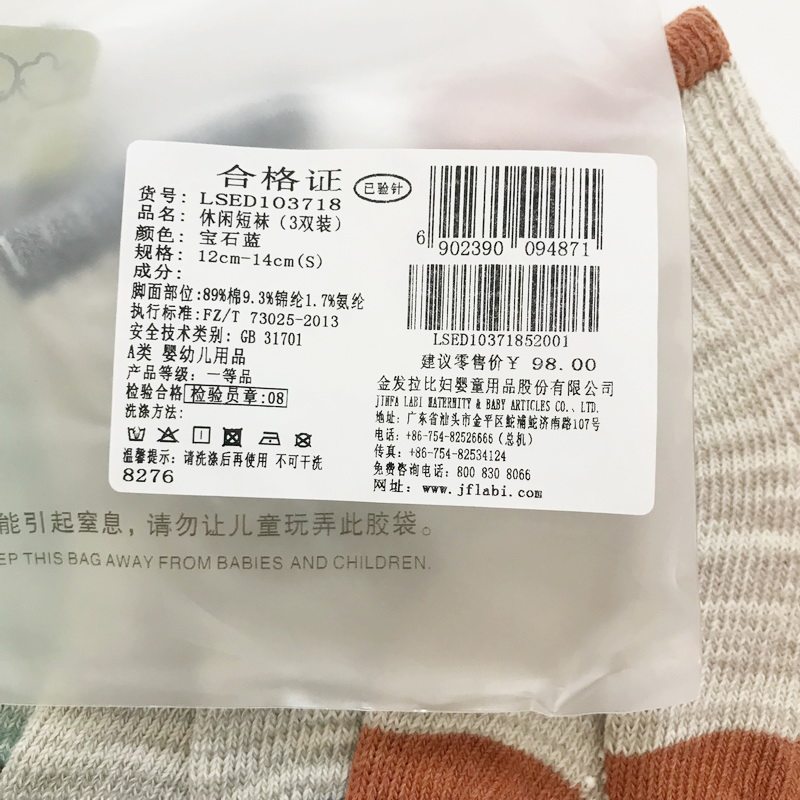 合格证 已验针
货号: LSED103718
品名: 休闲短袜 (3双装)
颜色: 宝石蓝
规格: 12cm-14cm(S)
成分:
脚面部位:89%棉9.3%锦纶1.7%氨纶
执行标准:FZ/T 73025-2013
安全技术类别: GB 31701
A类 婴幼儿用品
产品等级: 一等品
检验合格 检验员章:08
洗涤方法:
温馨提示: 请洗涤后再使用 不可干洗
8276
6 902390 094871
LSED10371852001
建议零售价¥ 98.00
金发拉比妇婴童用品股份有限公司
JINFA LABI MATERNITY & BABY ARTICLES CO., LTD.
地址: 广东省汕头市金平区鮀浦鮀济南路107号
电话: +86-754-82526666 (总机)
传真: +86-754-82534124
免费咨询电话: 800 830 8066
网址: www.jflabi.com
能引起窒息，请勿让儿童玩弄此胶袋。
EP THIS BAG AWAY FROM BABIES AND CHILDREN.